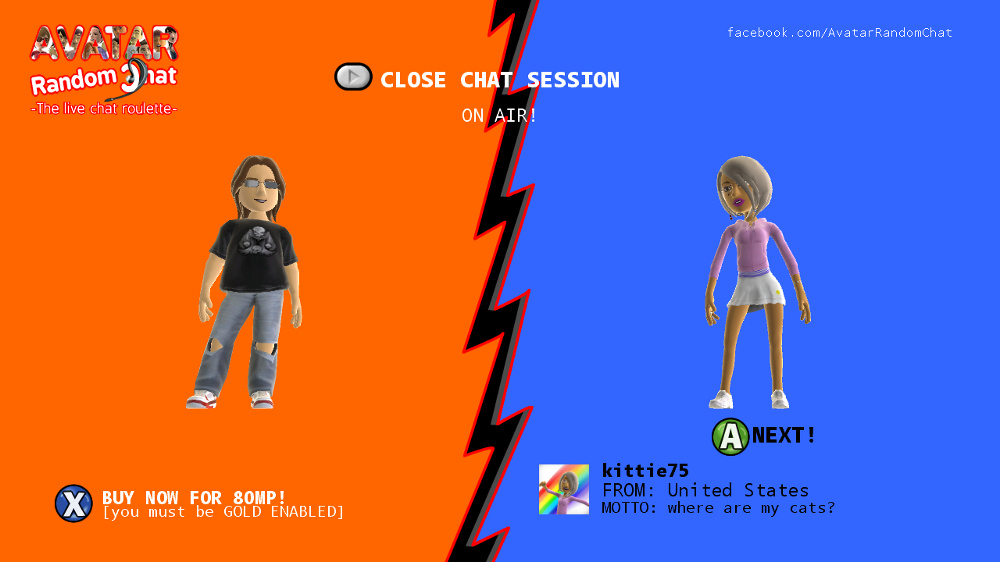 AVATAR
Random Chat
-The live chat roulette-
facebook.com/AvatarRandomChat
CLOSE CHAT SESSION
ON AIR!
A NEXT!
X BUY NOW FOR 80MP!
[you must be GOLD ENABLED]
kittie75
FROM: United States
MOTTO: where are my cats?